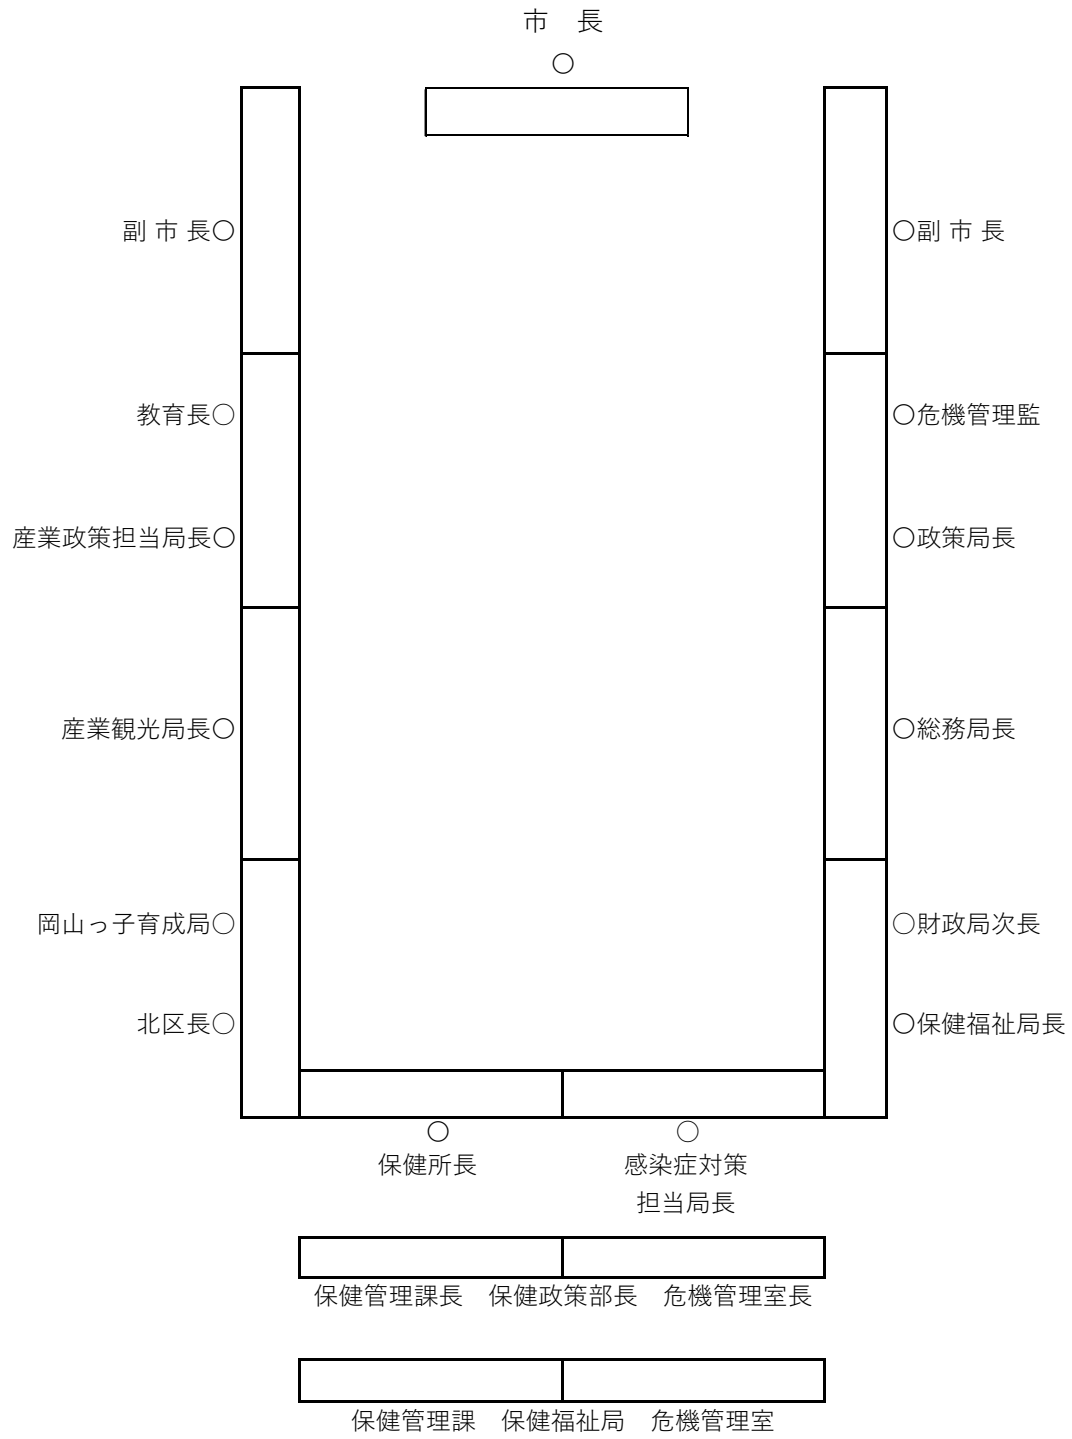 市　長
○
副 市 長○
○副 市 長
教育長○
○危機管理監
産業政策担当局長○
○政策局長
産業観光局長○
○総務局長
岡山っ子育成局○
○財政局次長
北区長○
○保健福祉局長
○
保健所長
○
感染症対策
担当局長
保健管理課長　保健政策部長　危機管理室長
保健管理課　保健福祉局　危機管理室